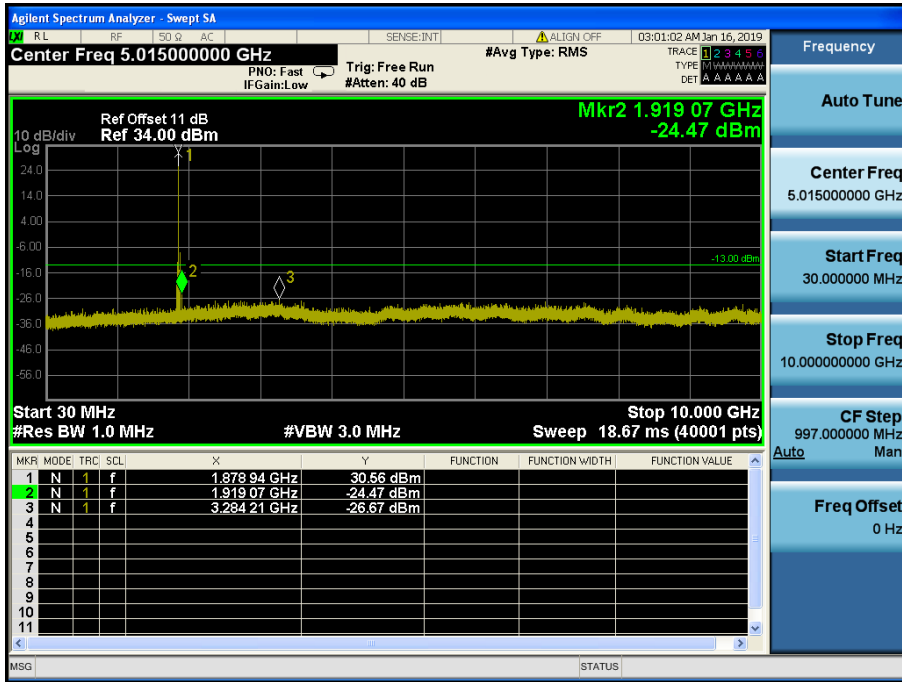 Agilent Spectrum Analyzer - Swept SA
LXI RL RF 50 Ω AC SENSE:INT ALIGN OFF 03:01:02 AM Jan 16, 2019
Center Freq 5.015000000 GHz #Avg Type: RMS TRACE 1 2 3 4 5 6
PNO: Fast Trig: Free Run TYPE M WWWWW
IFGain:Low #Atten: 40 dB DET A A A A A A
Frequency
Auto Tune
Center Freq
5.015000000 GHz
Start Freq
30.000000 MHz
Stop Freq
10.000000000 GHz
CF Step
997.000000 MHz
Auto Man
Freq Offset
0 Hz
Mkr2 1.919 07 GHz
-24.47 dBm
Ref Offset 11 dB
10 dB/div Ref 34.00 dBm
Log
24.0
14.0
4.00
-6.00
-16.0
-26.0
-36.0
-46.0
-56.0
1
2
3
-13.00 dBm
Start 30 MHz Stop 10.000 GHz
#Res BW 1.0 MHz #VBW 3.0 MHz Sweep 18.67 ms (40001 pts)
MKR MODE TRC SCL X Y FUNCTION FUNCTION WIDTH FUNCTION VALUE
1 N 1 f 1.878 94 GHz 30.56 dBm
2 N 1 f 1.919 07 GHz -24.47 dBm
3 N 1 f 3.284 21 GHz -26.67 dBm
4
5
6
7
8
9
10
11
MSG STATUS